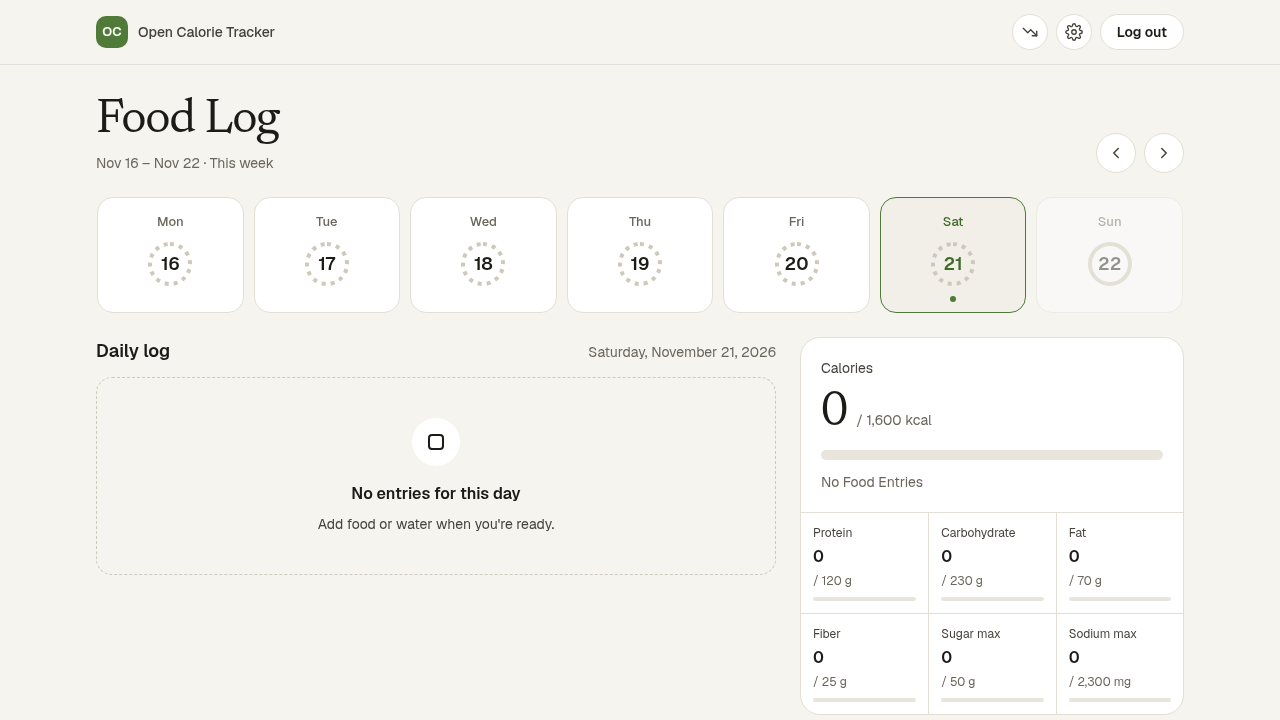 OC Open Calorie Tracker
Log out
Food Log
Nov 16 – Nov 22 · This week
Mon Tue Wed Thu Fri Sat Sun
16 17 18 19 20 21 22
Daily log
Saturday, November 21, 2026
No entries for this day
Add food or water when you're ready.
Calories
0 / 1,600 kcal
No Food Entries
Protein Carbohydrate Fat
0 0 0
/ 120 g / 230 g / 70 g
Fiber Sugar max Sodium max
0 0 0
/ 25 g / 50 g / 2,300 mg